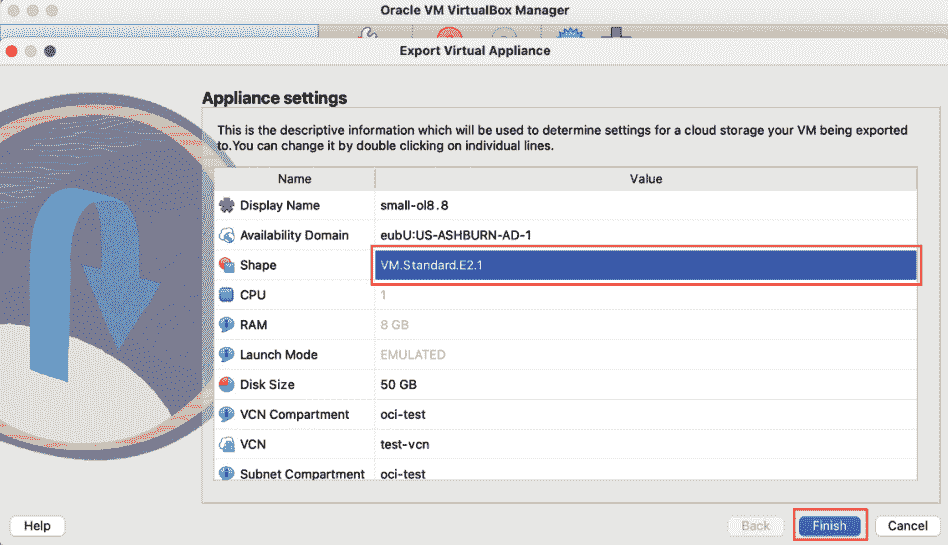 Oracle VM VirtualBox Manager
Export Virtual Appliance
Appliance settings
This is the descriptive information which will be used to determine settings for a cloud storage your VM being exported
to.You can change it by double clicking on individual lines.
Name Value
Display Name small-ol8.8
Availability Domain eubU:US-ASHBURN-AD-1
Shape VM.Standard.E2.1
CPU 1
RAM 8 GB
Launch Mode EMULATED
Disk Size 50 GB
VCN Compartment oci-test
VCN test-vcn
Subnet Compartment oci-test
Help Back Finish Cancel